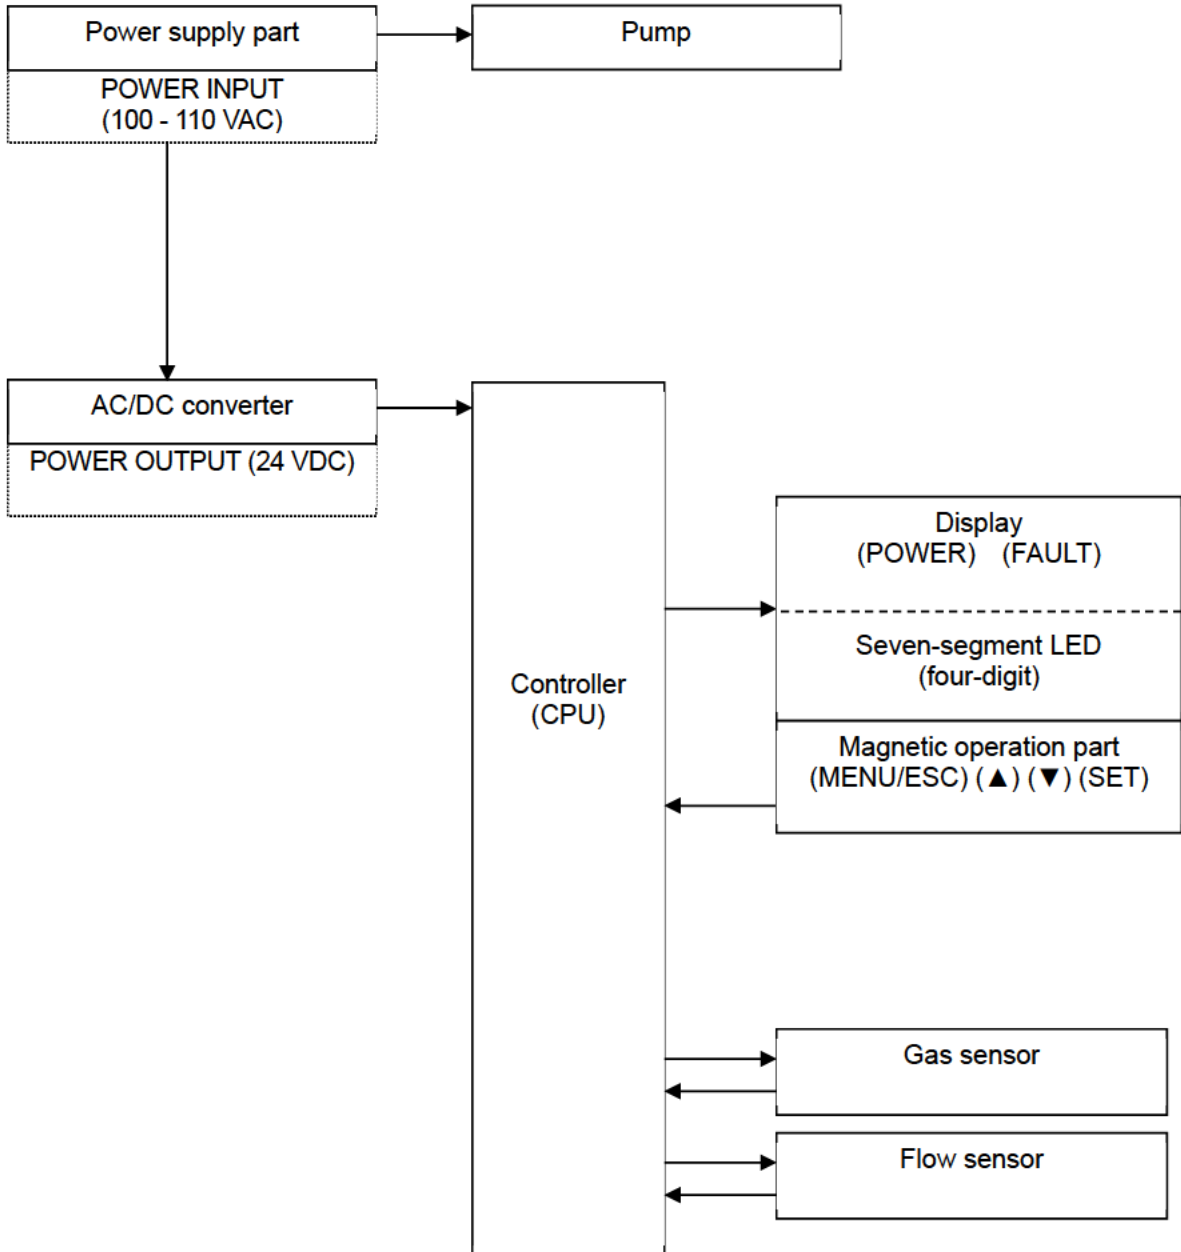 Power supply part
Pump
POWER INPUT
(100 - 110 VAC)
AC/DC converter
POWER OUTPUT (24 VDC)
Display
(POWER) (FAULT)
Seven-segment LED
(four-digit)
Controller
(CPU)
Magnetic operation part
(MENU/ESC) (▲) (▼) (SET)
Gas sensor
Flow sensor